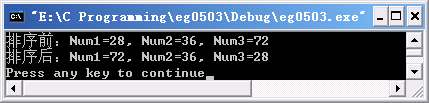 "E:\C Programming\eg0503\Debug\eg0503.exe"
排序前：Num1=28, Num2=36, Num3=72
排序后：Num1=72, Num2=36, Num3=28
Press any key to continue